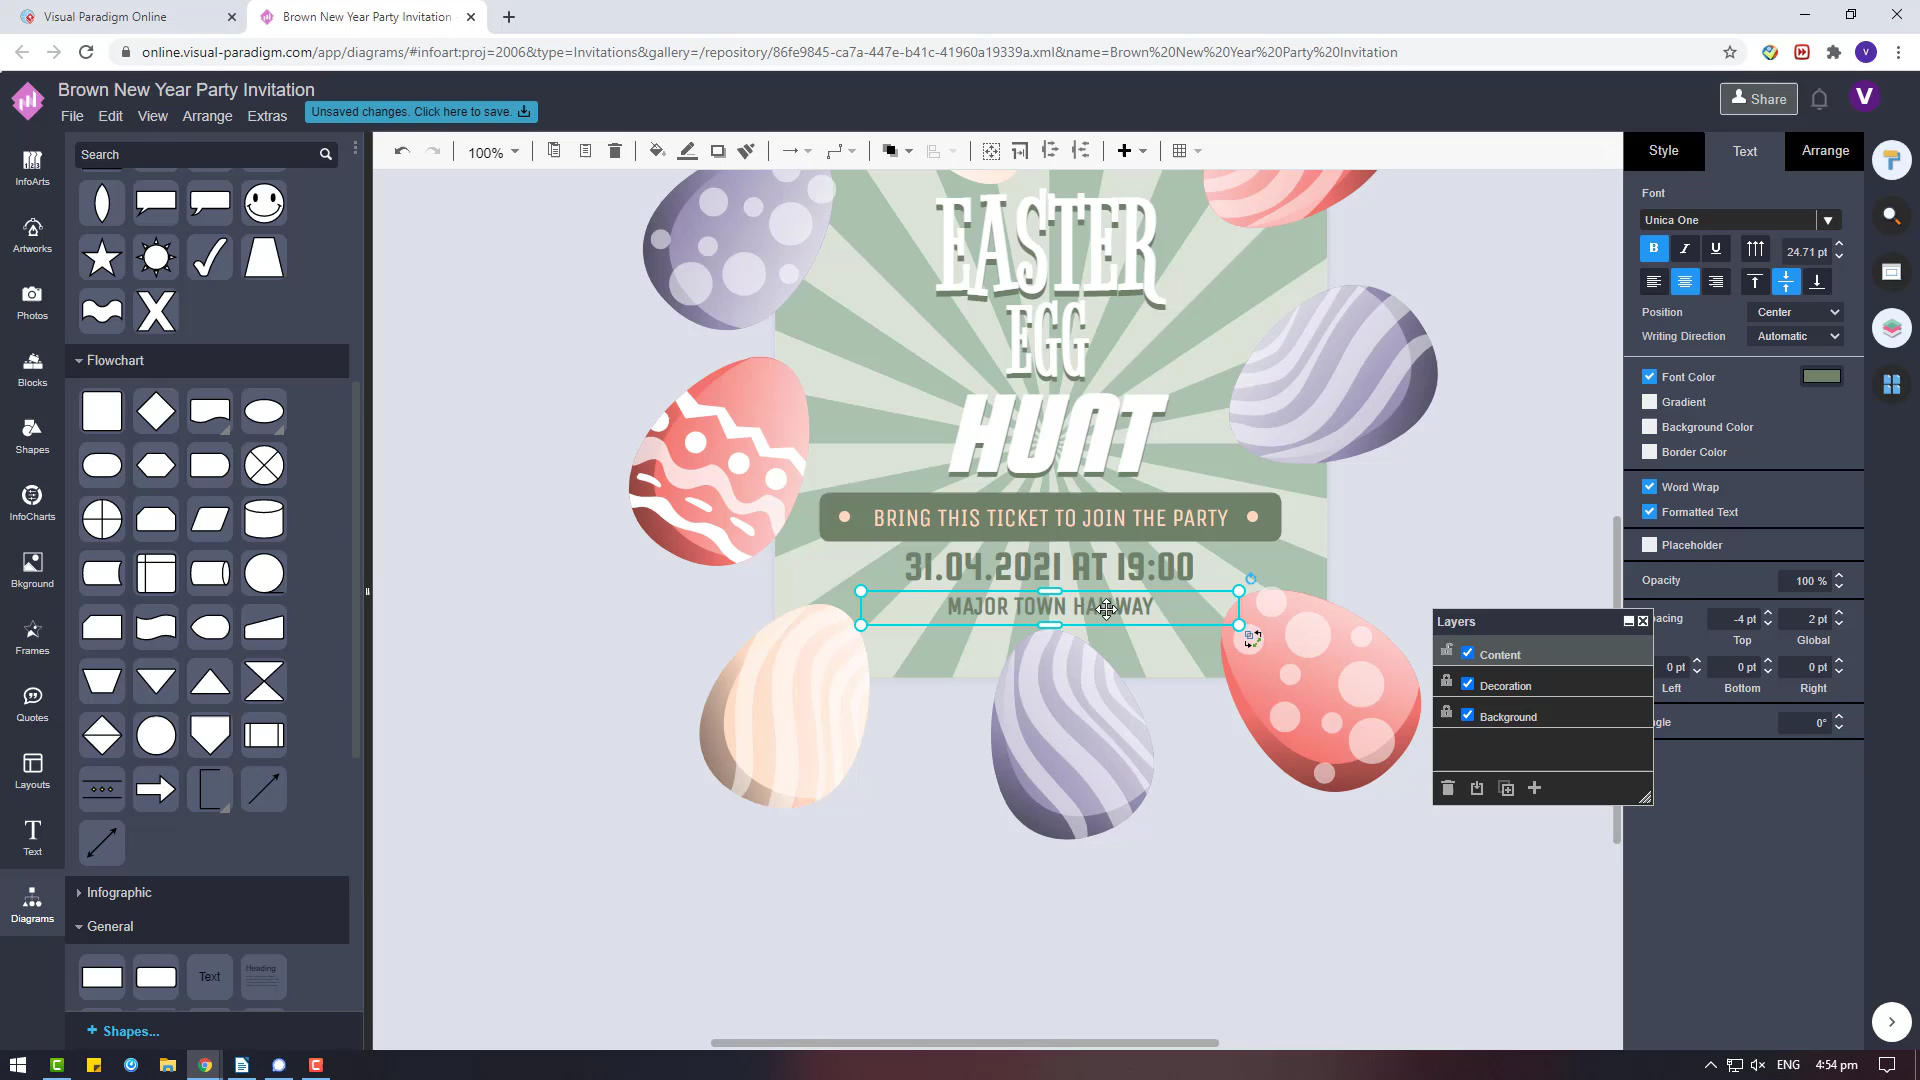 Visual Paradigm Online
Brown New Year Party Invitation
online.visual-paradigm.com/app/diagrams/#infoart:proj=2006&type=Invitations&gallery=/repository/86fe9845-ca7a-447e-b41c-41960a19339a.xml&name=Brown%20New%20Year%20Party%20Invitation
V
Brown New Year Party Invitation
File Edit View Arrange Extras
Unsaved changes. Click here to save.
Share
V
Search
100%
Style
Text
Arrange
InfoArts
Artworks
Photos
Blocks
Shapes
InfoCharts
Bkground
Frames
Quotes
Layouts
Text
Diagrams
Flowchart
Infographic
General
Text
Heading
+ Shapes...
EASTER
EGG
HUNT
BRING THIS TICKET TO JOIN THE PARTY
31.04.2021 AT 19:00
MAJOR TOWN HALLWAY
Font
Unica One
B I U
24.71 pt
Position
Center
Writing Direction
Automatic
Font Color
Gradient
Background Color
Border Color
Word Wrap
Formatted Text
Placeholder
Opacity
100 %
-4 pt
2 pt
Top
Global
0 pt
0 pt
0 pt
Left
Bottom
Right
0°
Layers
Content
Decoration
Background
ENG
4:54 pm